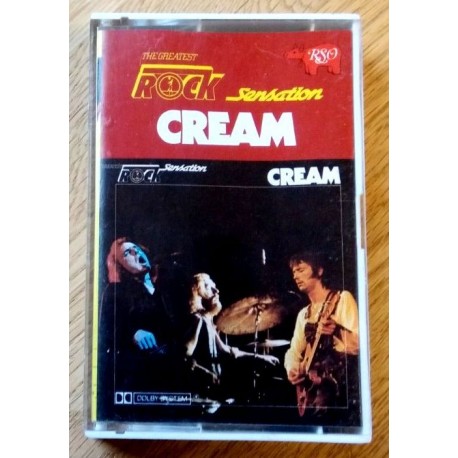 THE GREATEST
ROCK Sensation
RSO
CREAM
ROCK Sensation
CREAM
DOLBY SYSTEM